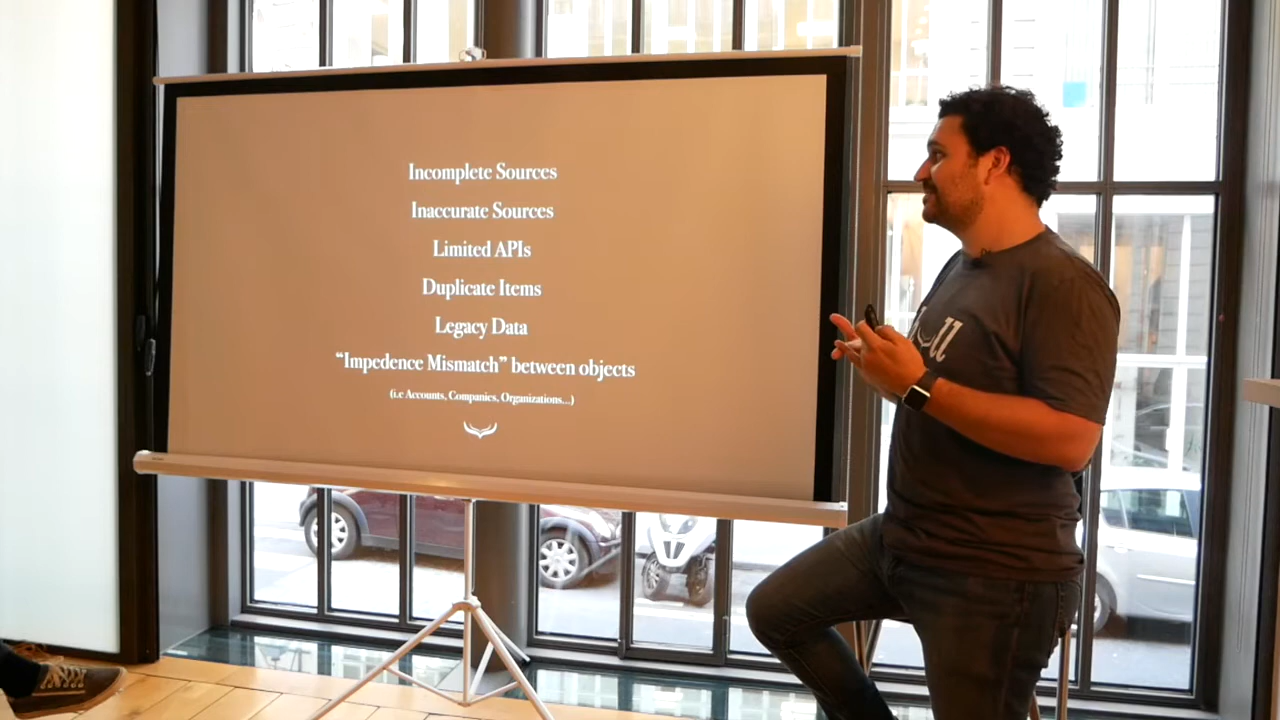 Incomplete Sources
Inaccurate Sources
Limited APIs
Duplicate Items
Legacy Data
“Impedence Mismatch” between objects
(i.e Accounts, Companies, Organizations...)